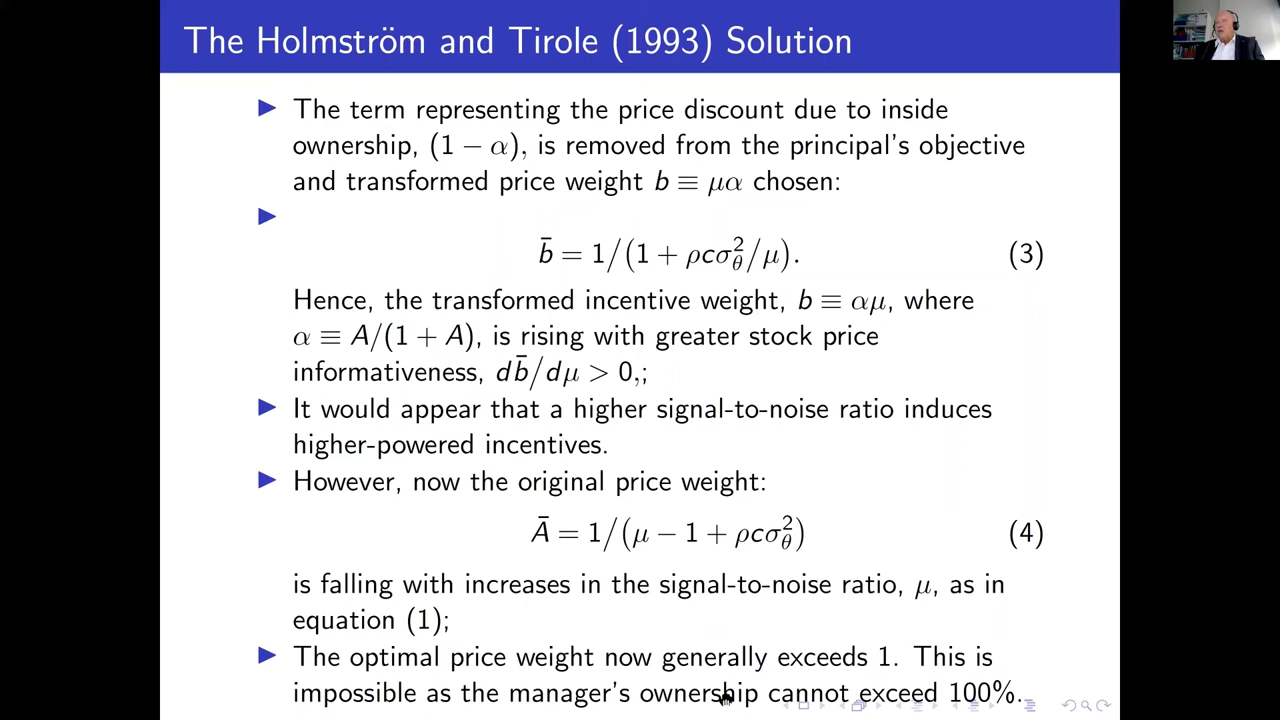 The Holmström and Tirole (1993) Solution
▶ The term representing the price discount due to inside
ownership, (1 − α), is removed from the principal's objective
and transformed price weight b ≡ μα chosen:
▶
b̄ = 1/(1 + ρcσ²_θ/μ). (3)
Hence, the transformed incentive weight, b ≡ αμ, where
α ≡ A/(1 + A), is rising with greater stock price
informativeness, db̄/dμ > 0,;
▶ It would appear that a higher signal-to-noise ratio induces
higher-powered incentives.
▶ However, now the original price weight:
Ā = 1/(μ − 1 + ρcσ²_θ) (4)
is falling with increases in the signal-to-noise ratio, μ, as in
equation (1);
▶ The optimal price weight now generally exceeds 1. This is
impossible as the manager's ownership cannot exceed 100%.